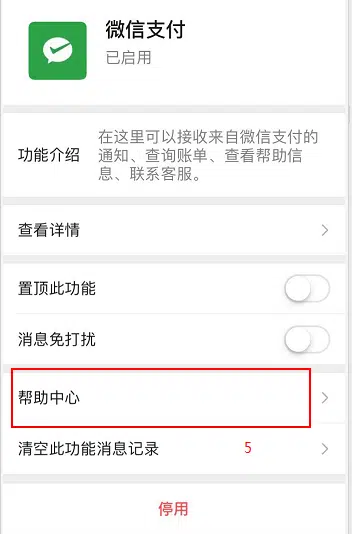 微信支付
已启用
功能介绍
在这里可以接收来自微信支付的
通知、查询账单、查看帮助信
息、联系客服。
查看详情
置顶此功能
消息免打扰
帮助中心
清空此功能消息记录 5
停用